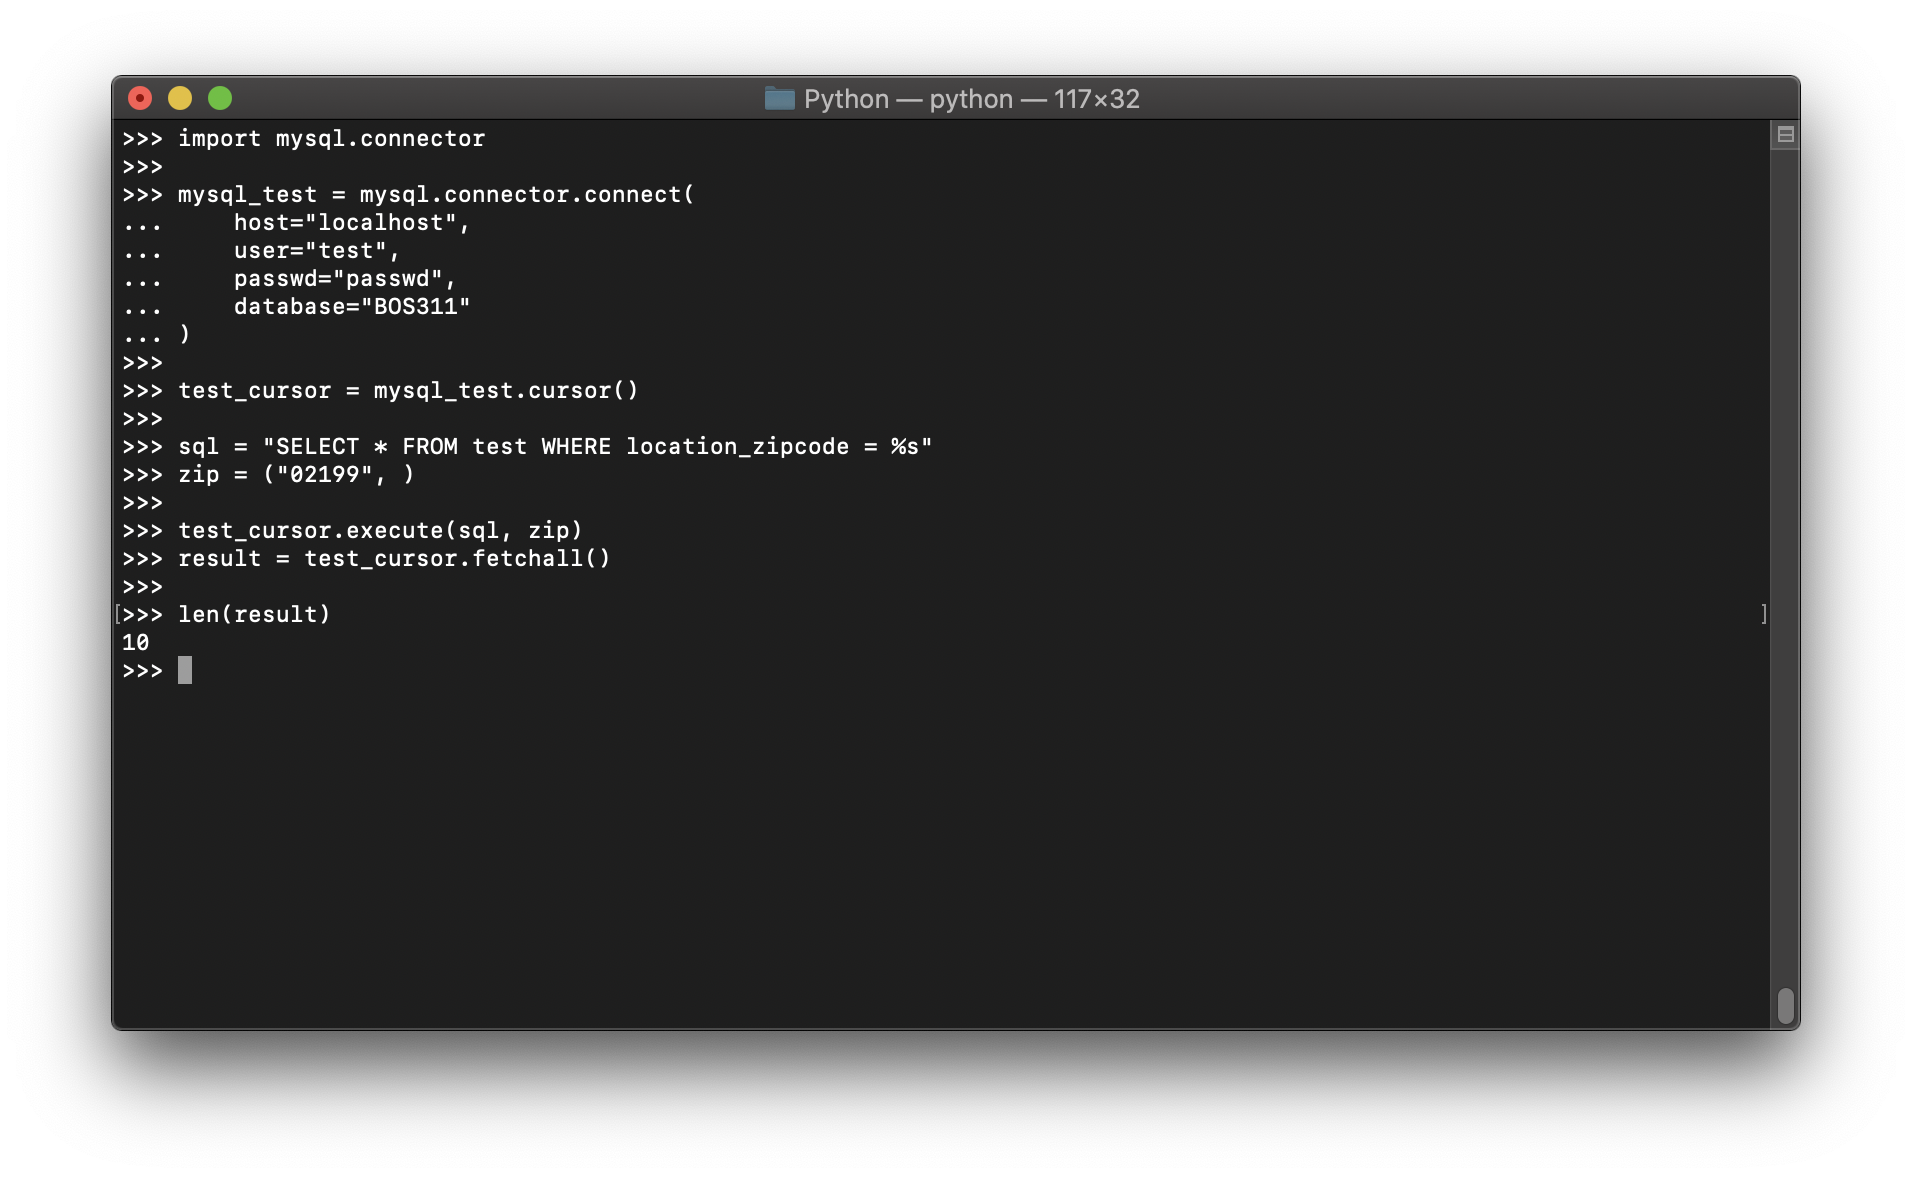 Python — python — 117×32
>>> import mysql.connector
>>>
>>> mysql_test = mysql.connector.connect(
...     host="localhost",
...     user="test",
...     passwd="passwd",
...     database="BOS311"
... )
>>>
>>> test_cursor = mysql_test.cursor()
>>>
>>> sql = "SELECT * FROM test WHERE location_zipcode = %s"
>>> zip = ("02199", )
>>>
>>> test_cursor.execute(sql, zip)
>>> result = test_cursor.fetchall()
>>>
[>>> len(result) ]
10
>>>